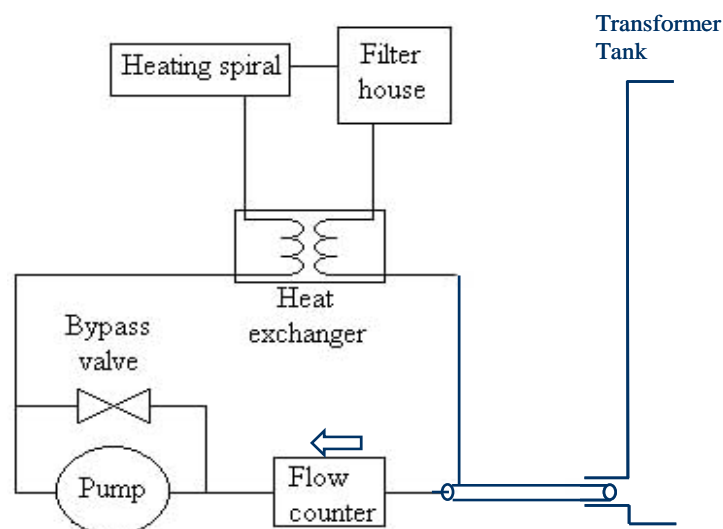 Transformer
Tank
Heating spiral
Filter
house
Heat
exchanger
Bypass
valve
Pump
Flow
counter